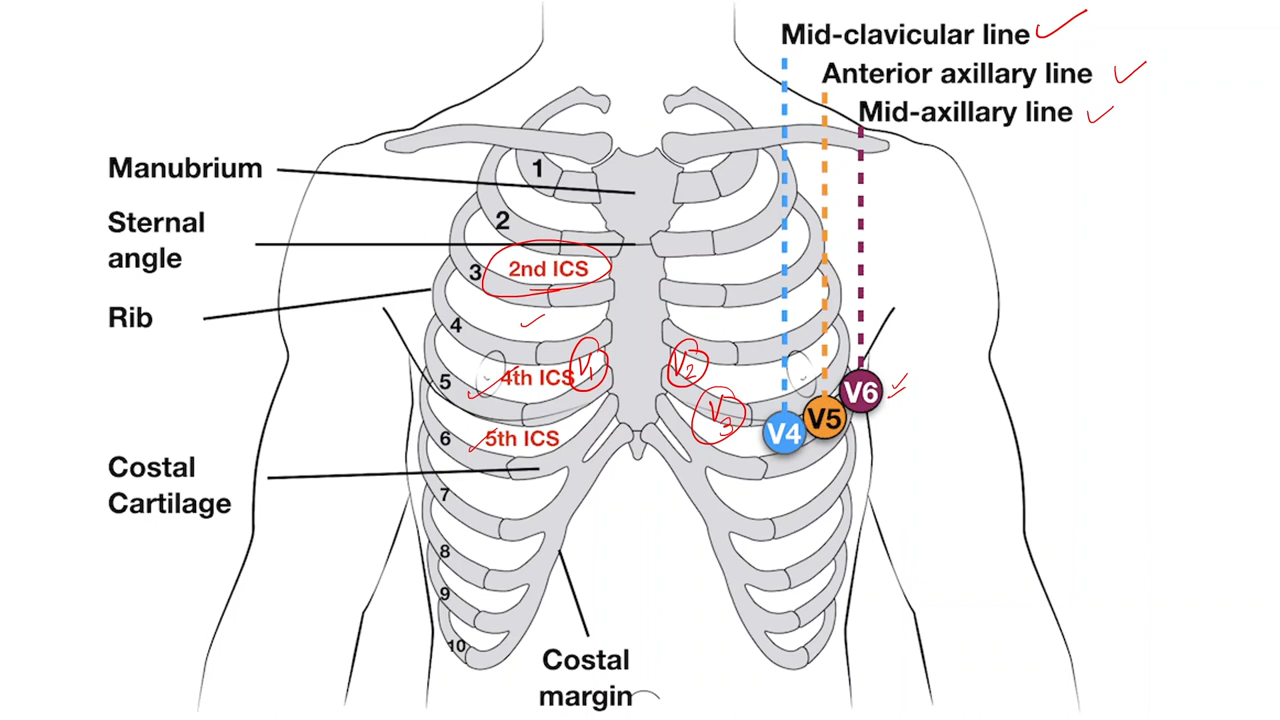 Mid-clavicular line
Anterior axillary line
Mid-axillary line
Manubrium
Sternal
angle
Rib
Costal
Cartilage
1
2
3
2nd ICS
4
5
4th ICS
V1
V2
V3
6
5th ICS
V4
V5
V6
7
8
9
10
Costal
margin